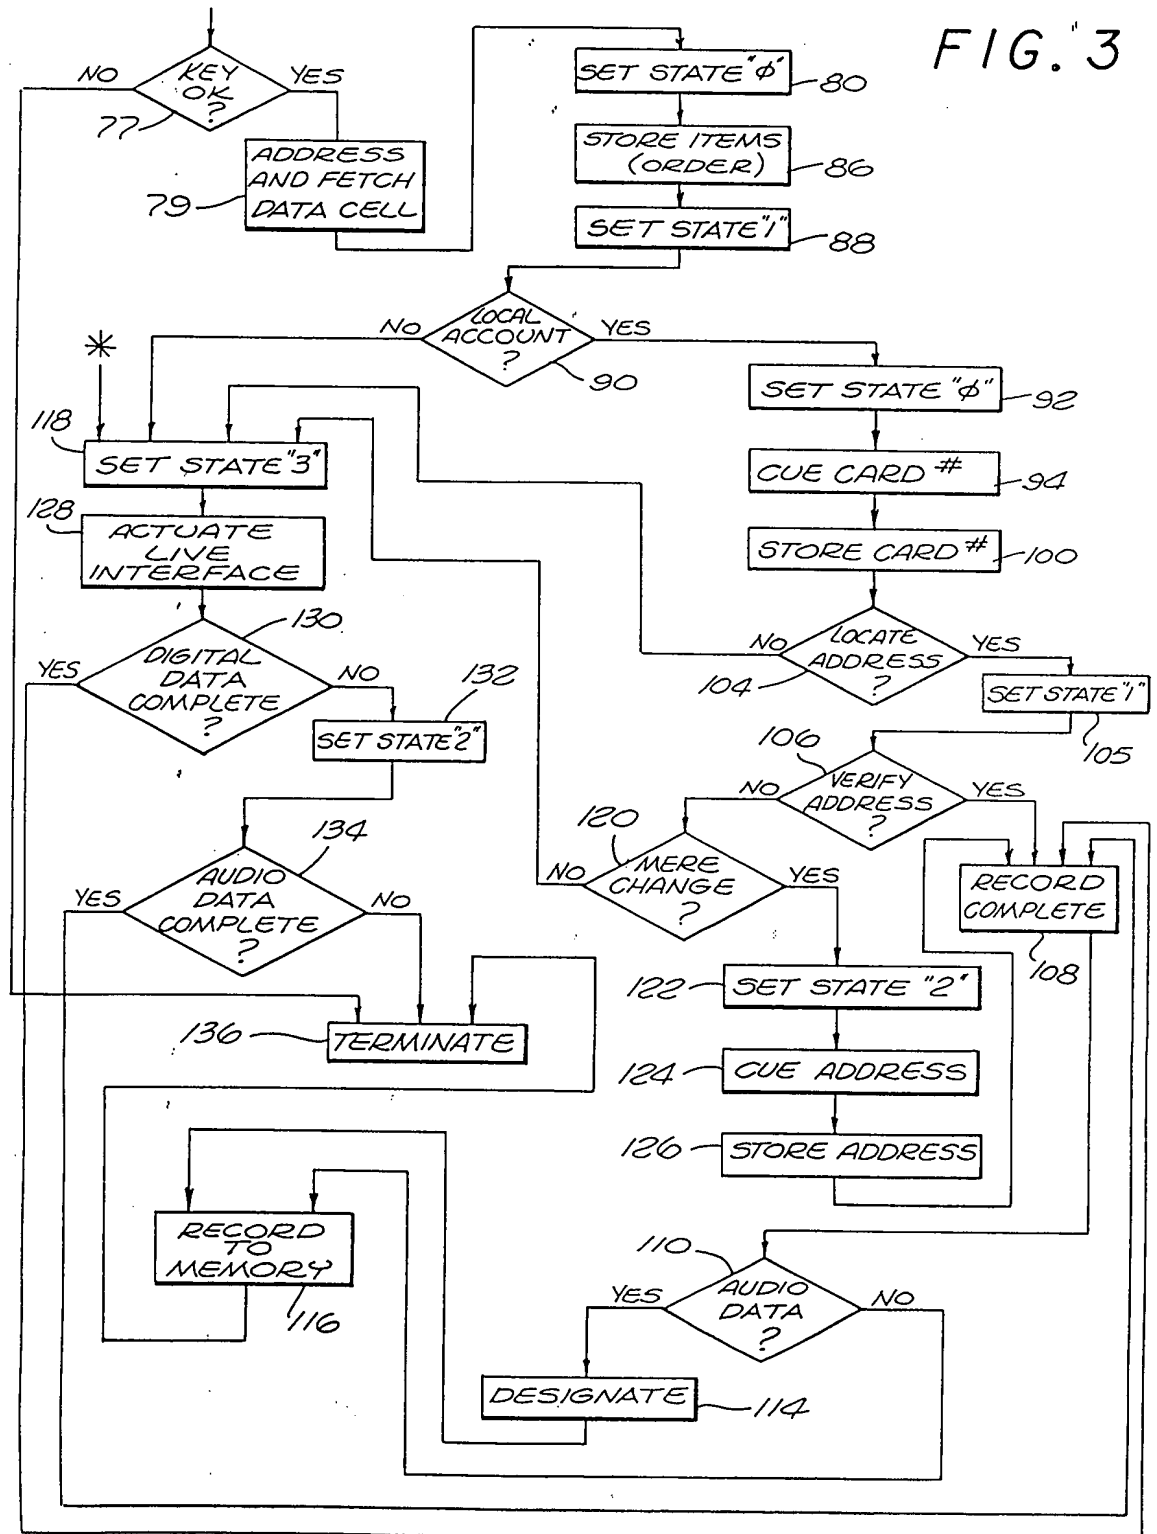 FIG. 3
NO
KEY
OK
?
YES
77
ADDRESS
AND FETCH
DATA CELL
79
SET STATE "φ"
80
STORE ITEMS
(ORDER)
86
SET STATE "1"
88
NO
LOCAL
ACCOUNT
?
YES
90
*
SET STATE "φ"
92
118
SET STATE "3"
CUE CARD #
94
128
ACTUATE
LIVE
INTERFACE
STORE CARD #
100
130
NO
LOCATE
ADDRESS
?
YES
104
YES
DIGITAL
DATA
COMPLETE
?
NO
132
SET STATE "2"
SET STATE "1"
105
106
NO
VERIFY
ADDRESS
?
YES
134
120
NO
MERE
CHANGE
?
YES
YES
AUDIO
DATA
COMPLETE
?
NO
RECORD
COMPLETE
108
122
SET STATE "2"
136
TERMINATE
124
CUE ADDRESS
126
STORE ADDRESS
RECORD
TO
MEMORY
116
110
YES
AUDIO
DATA
?
NO
DESIGNATE
114